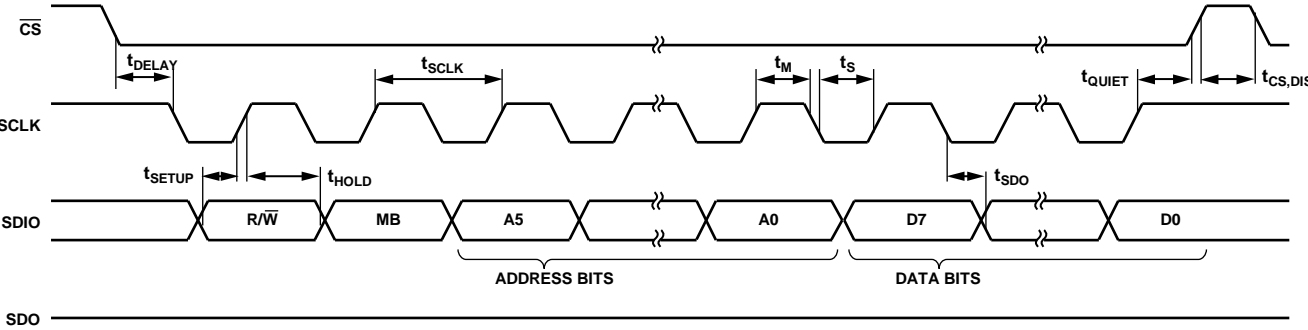 CS
tDELAY
tSCLK
tM
tS
tQUIET
tCS,DIS
SCLK
tSETUP
tHOLD
tSDO
SDIO
R/W
MB
A5
A0
D7
D0
ADDRESS BITS
DATA BITS
SDO